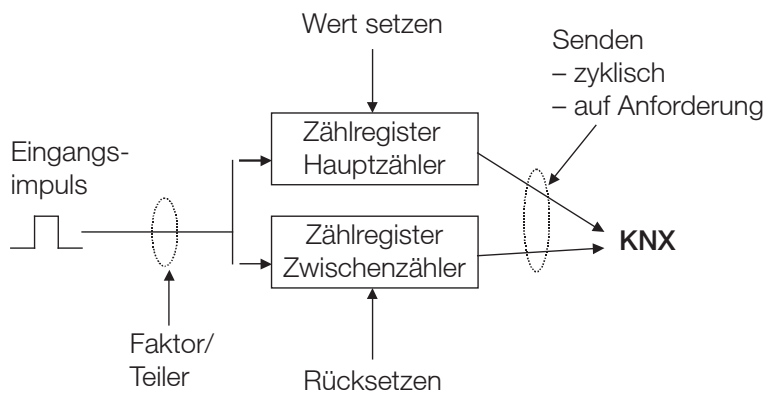 Wert setzen
Senden
– zyklisch
– auf Anforderung
Zählregister
Hauptzähler
Eingangs-
impuls
Zählregister
Zwischenzähler
KNX
Faktor/
Teiler
Rücksetzen